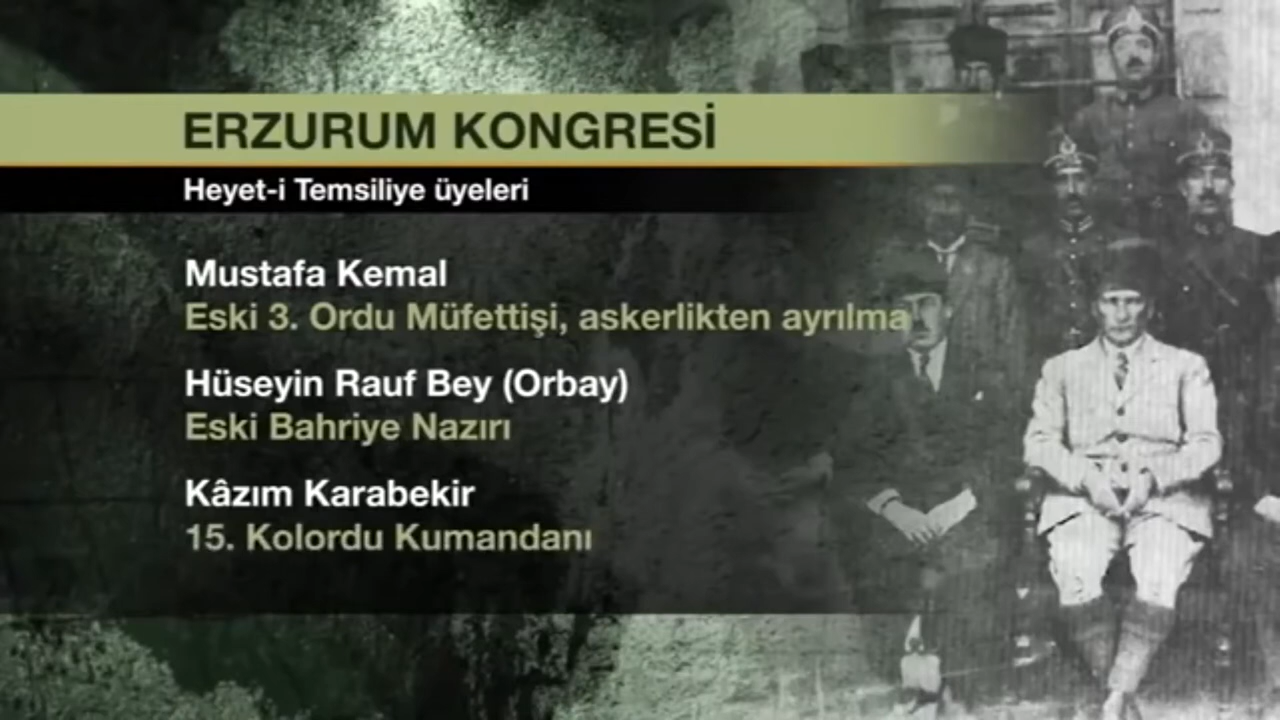 ERZURUM KONGRESİ
Heyet-i Temsiliye üyeleri
Mustafa Kemal
Eski 3. Ordu Müfettişi, askerlikten ayrılma
Hüseyin Rauf Bey (Orbay)
Eski Bahriye Nazırı
Kâzım Karabekir
15. Kolordu Kumandanı